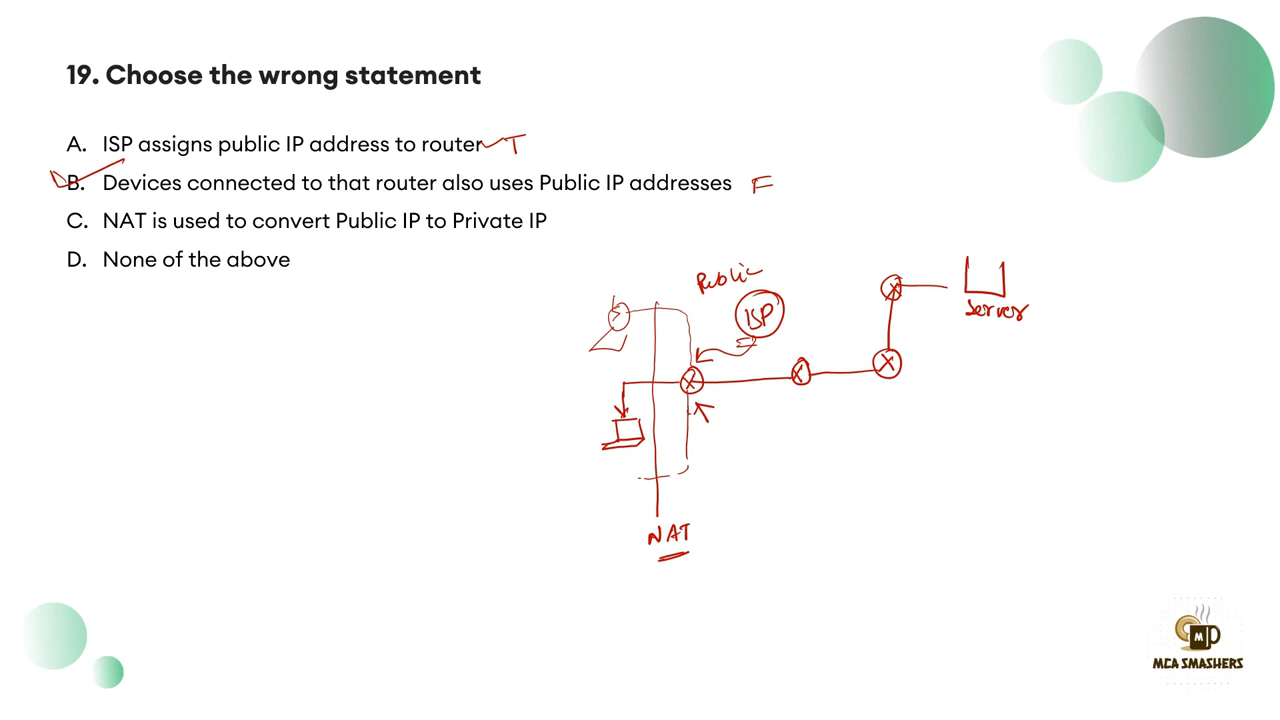 19. Choose the wrong statement
A. ISP assigns public IP address to router T
B. Devices connected to that router also uses Public IP addresses F
C. NAT is used to convert Public IP to Private IP
D. None of the above
Public
ISP
Server
NAT
M
MCA SMASHERS